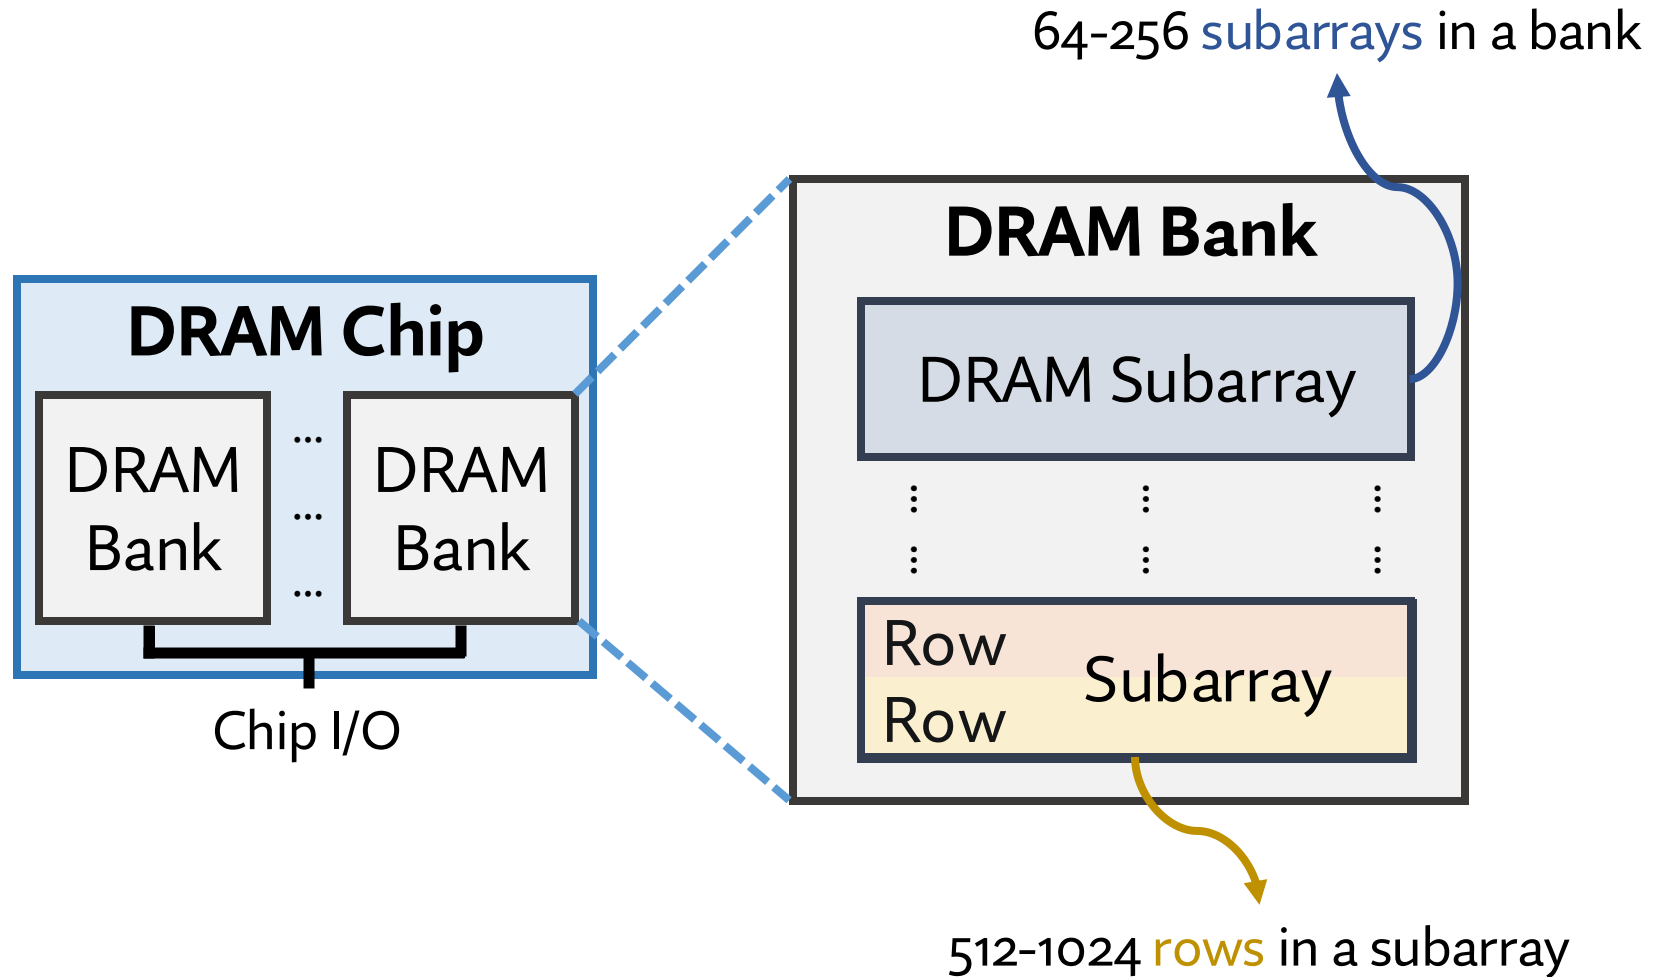 64-256 subarrays in a bank
DRAM Chip
DRAM
Bank
...
...
...
DRAM
Bank
Chip I/O
DRAM Bank
DRAM Subarray
Row
Row
Subarray
512-1024 rows in a subarray